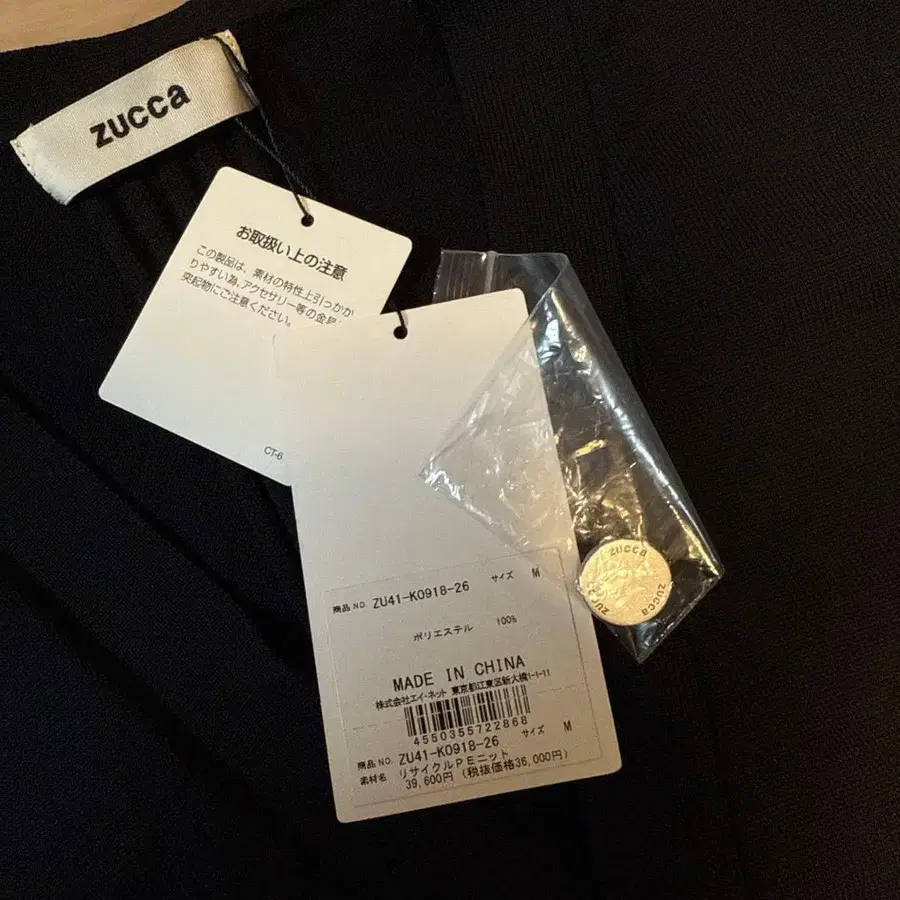 zucca
お取扱い上の注意
この製品は、素材の特性上引っかか
りやすい為、アクセサリー等の金
突起物にご注意ください。
CT-6
商品NO. ZU41-K0918-26 サイズ M
ポリエステル 100%
MADE IN CHINA
株式会社エイ・ネット 東京都江東区新大橋1-1-11
4550355722868
商品NO. ZU41-K0918-26 サイズ M
素材名 リサイクルPEニット
39,600円 (税抜価格36,000円)
zucca
zucca
zucc